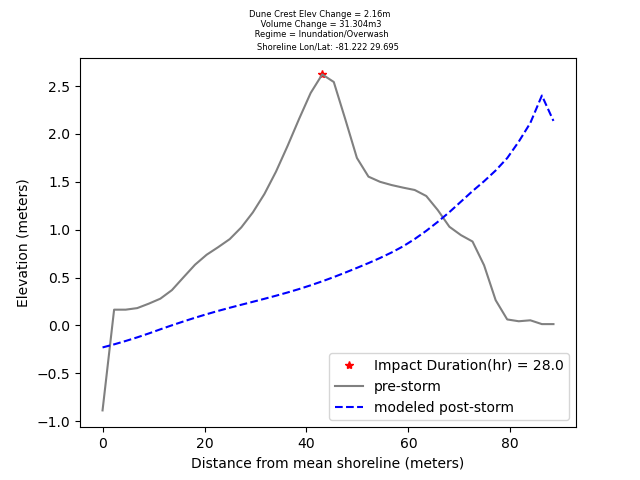 Dune Crest Elev Change = 2.16m
Volume Change = 31.304m3
Regime = Inundation/Overwash
Shoreline Lon/Lat: -81.222 29.695
2.5
2.0
1.5
1.0
0.5
0.0
−0.5
−1.0
Elevation (meters)
Impact Duration(hr) = 28.0
pre-storm
modeled post-storm
0 20 40 60 80
Distance from mean shoreline (meters)